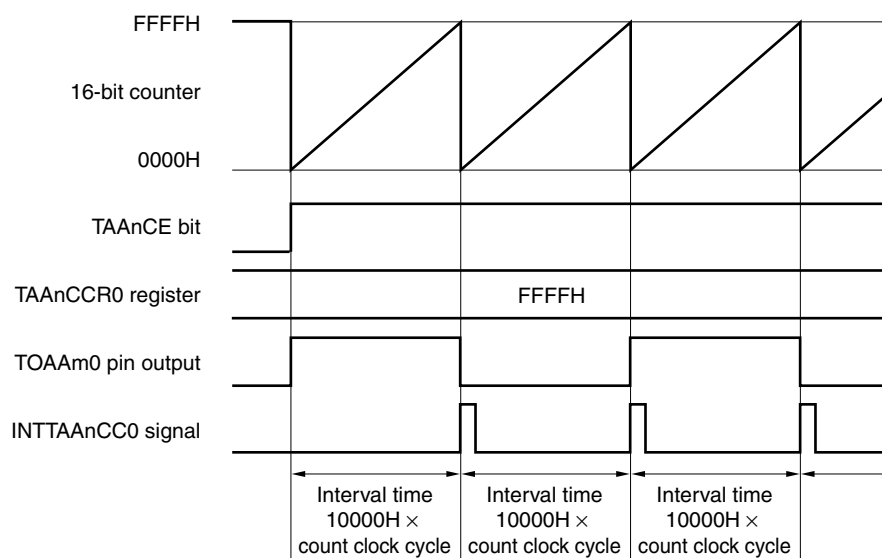 FFFFH
16-bit counter
0000H
TAAnCE bit
TAAnCCR0 register
FFFFH
TOAAm0 pin output
INTTAAnCC0 signal
Interval time
10000H ×
count clock cycle
Interval time
10000H ×
count clock cycle
Interval time
10000H ×
count clock cycle